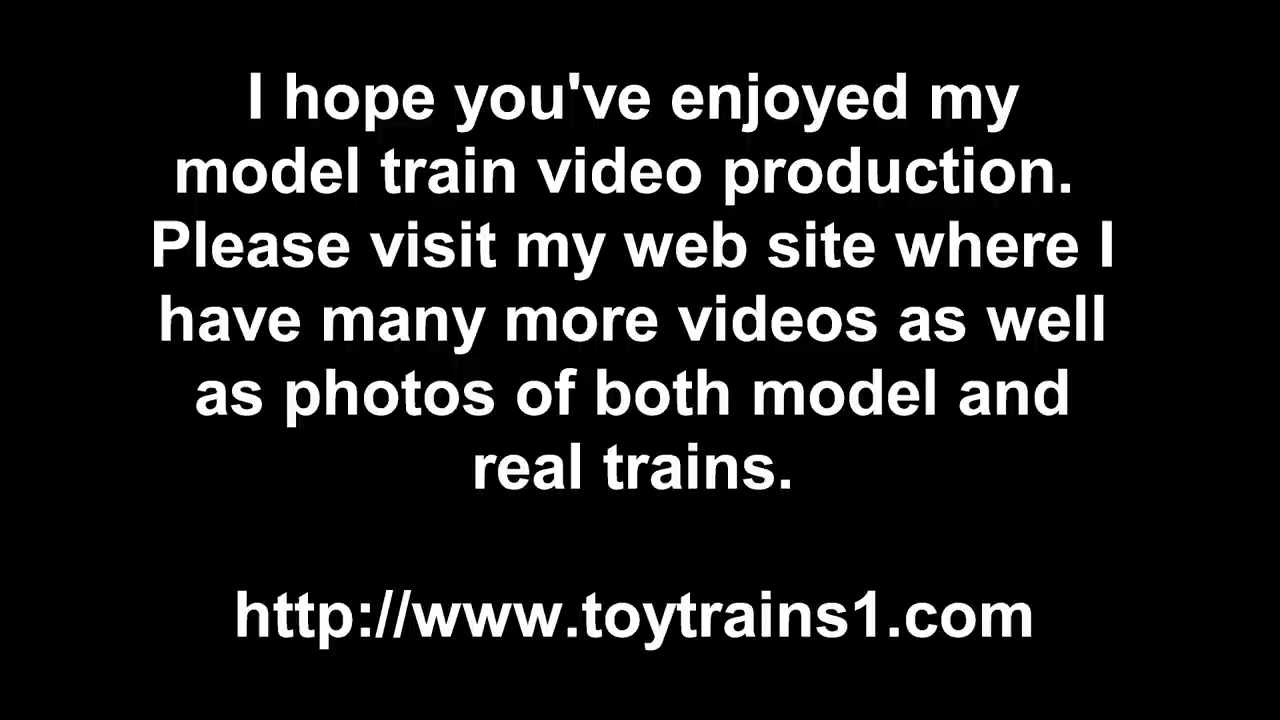 I hope you've enjoyed my
model train video production.
Please visit my web site where I
have many more videos as well
as photos of both model and
real trains.
http://www.toytrains1.com